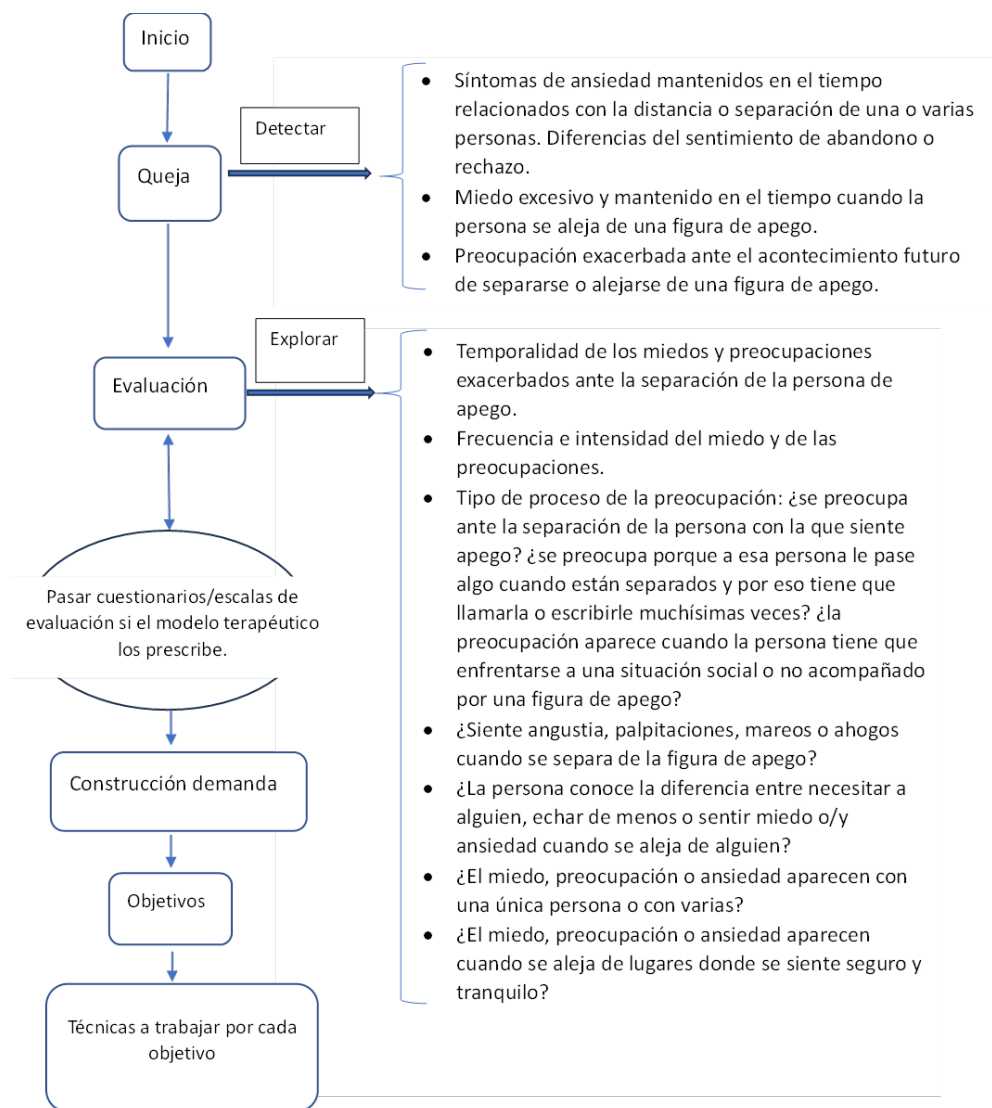 Inicio
Detectar
Queja
• Síntomas de ansiedad mantenidos en el tiempo
relacionados con la distancia o separación de una o varias
personas. Diferencias del sentimiento de abandono o
rechazo.
• Miedo excesivo y mantenido en el tiempo cuando la
persona se aleja de una figura de apego.
• Preocupación exacerbada ante el acontecimiento futuro
de separarse o alejarse de una figura de apego.
Explorar
Evaluación
• Temporalidad de los miedos y preocupaciones
exacerbados ante la separación de la persona de
apego.
• Frecuencia e intensidad del miedo y de las
preocupaciones.
• Tipo de proceso de la preocupación: ¿se preocupa
ante la separación de la persona con la que siente
apego? ¿se preocupa porque a esa persona le pase
algo cuando están separados y por eso tiene que
llamarla o escribirle muchísimas veces? ¿la
preocupación aparece cuando la persona tiene que
enfrentarse a una situación social o no acompañado
por una figura de apego?
• ¿Siente angustia, palpitaciones, mareos o ahogos
cuando se separa de la figura de apego?
• ¿La persona conoce la diferencia entre necesitar a
alguien, echar de menos o sentir miedo o/y
ansiedad cuando se aleja de alguien?
• ¿El miedo, preocupación o ansiedad aparecen con
una única persona o con varias?
• ¿El miedo, preocupación o ansiedad aparecen
cuando se aleja de lugares donde se siente seguro y
tranquilo?
Pasar cuestionarios/escalas de
evaluación si el modelo terapéutico
los prescribe.
Construcción demanda
Objetivos
Técnicas a trabajar por cada
objetivo